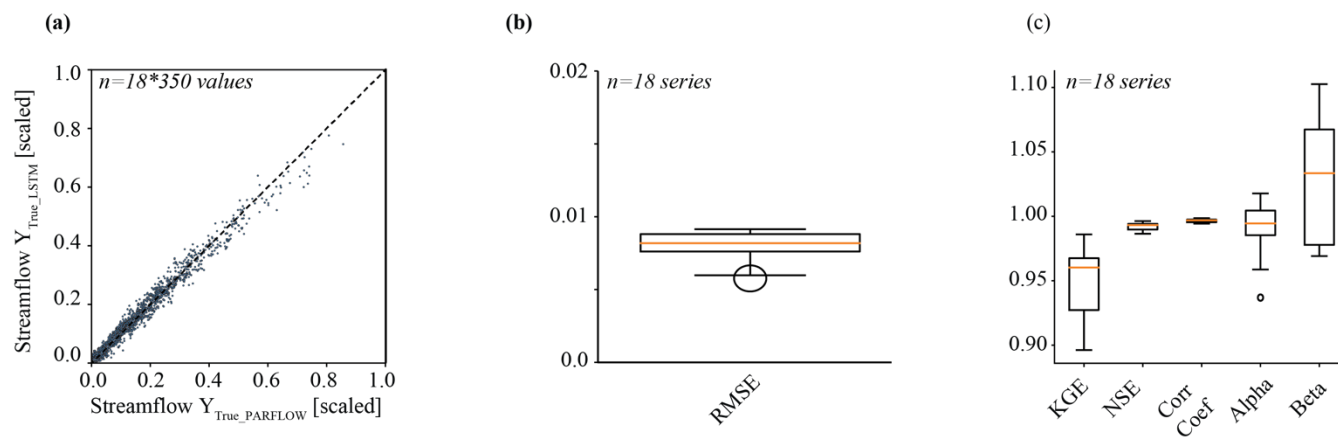 (a)
n=18*350 values
1.0
0.8
0.6
0.4
0.2
0.0
Streamflow Y_True_LSTM [scaled]
0.0 0.2 0.4 0.6 0.8 1.0
Streamflow Y_True_PARFLOW [scaled]
(b)
n=18 series
0.02
0.01
0.0
RMSE
(c)
n=18 series
1.10
1.05
1.00
0.95
0.90
KGE
NSE
Corr
Coef
Alpha
Beta